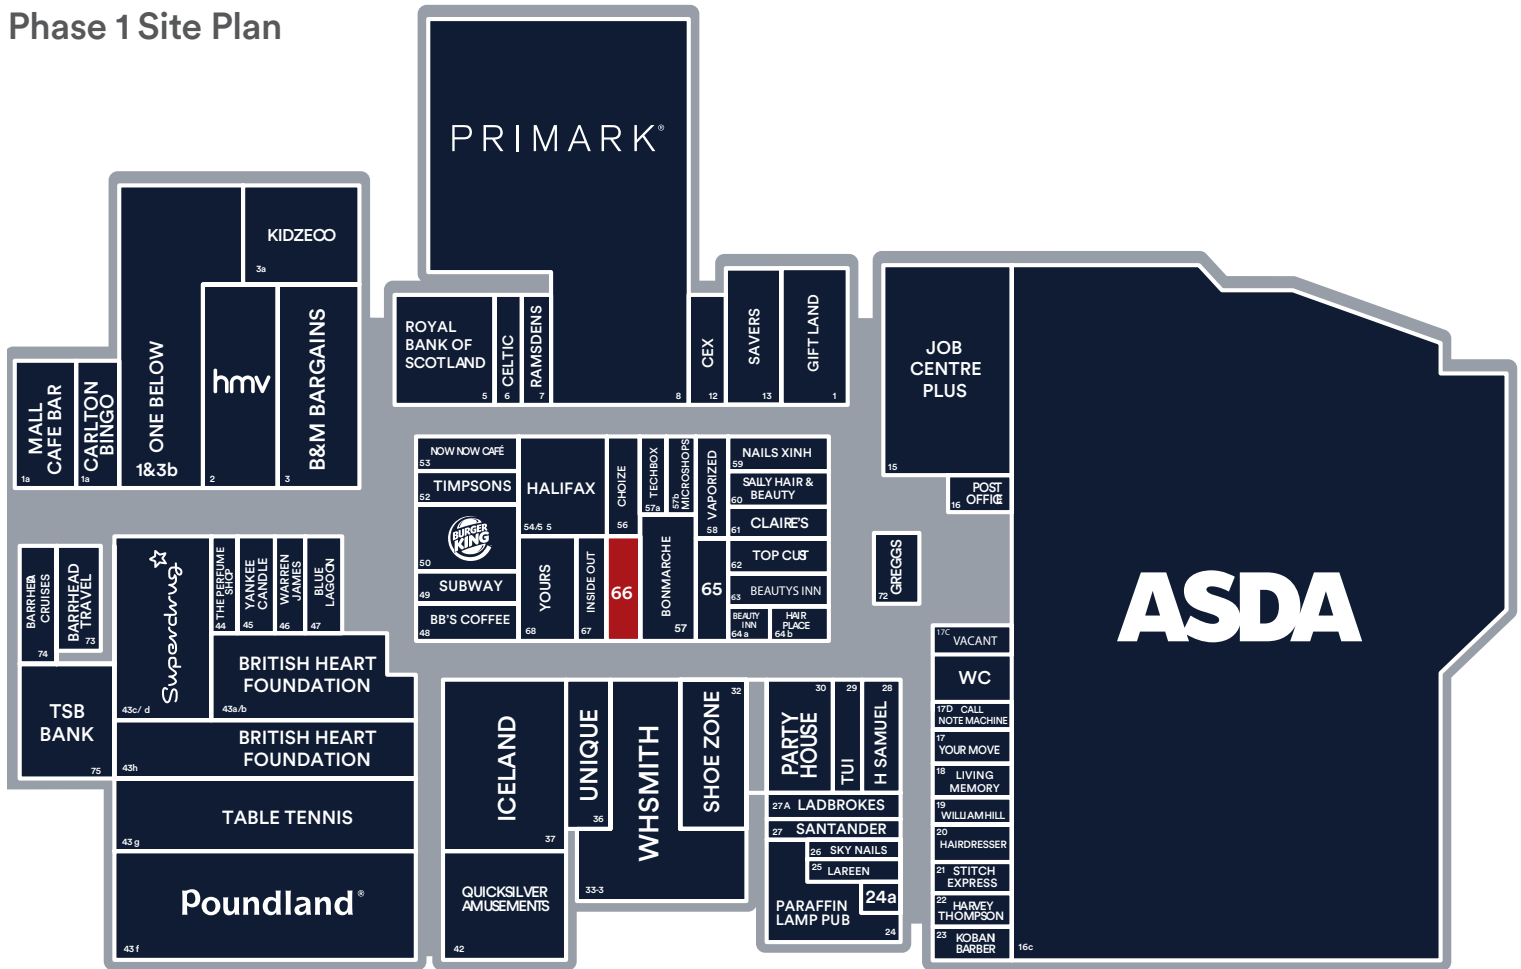 Phase 1 Site Plan
PRIMARK®
8
KIDZECO
3a
ONE BELOW
1&3b
hmv
2
B&M BARGAINS
3
MALL
CAFE BAR
1a
CARLTON
BINGO
1a
ROYAL
BANK OF
SCOTLAND
5
CELTIC
6
RAMSDENS
7
CEX
12
SAVERS
13
GIFT LAND
1
JOB
CENTRE
PLUS
15
POST
OFFICE
16
ASDA
16c
NOW NOW CAFÉ
53
TIMPSONS
52
BURGER
KING
50
SUBWAY
49
BB'S COFFEE
48
HALIFAX
54/5 5
CHOIZE
56
TECHBOX
57a
MICROSHOPS
57b
VAPORIZED
58
NAILS XINH
59
SALLY HAIR &
BEAUTY
60
CLAIRE'S
61
TOP CUT
62
BEAUTYS INN
63
BEAUTY
INN
64 a
HAIR
PLACE
64 b
YOURS
68
INSIDE OUT
67
66
BONMARCHE
57
65
GREGGS
72
BARRHEAD
CRUISES
74
BARRHEAD
TRAVEL
73
TSB
BANK
75
Superdrug
43c/ d
THE PERFUME
SHOP
44
YANKEE
CANDLE
45
WARREN
JAMES
46
BLUE
LAGOON
47
BRITISH HEART
FOUNDATION
43a/b
BRITISH HEART
FOUNDATION
43h
TABLE TENNIS
43 g
Poundland®
43 f
ICELAND
37
UNIQUE
36
WHSMITH
33-3
SHOE ZONE
32
QUICKSILVER
AMUSEMENTS
42
PARTY
HOUSE
30
TUI
29
H SAMUEL
28
27 A LADBROKES
27 SANTANDER
26 SKY NAILS
25 LAREEN
24a
PARAFFIN
LAMP PUB
24
17C
VACANT
WC
17D CALL
NOTE MACHINE
17
YOUR MOVE
18 LIVING
MEMORY
19
WILLIAMHILL
20
HAIRDRESSER
21 STITCH
EXPRESS
22 HARVEY
THOMPSON
23 KOBAN
BARBER